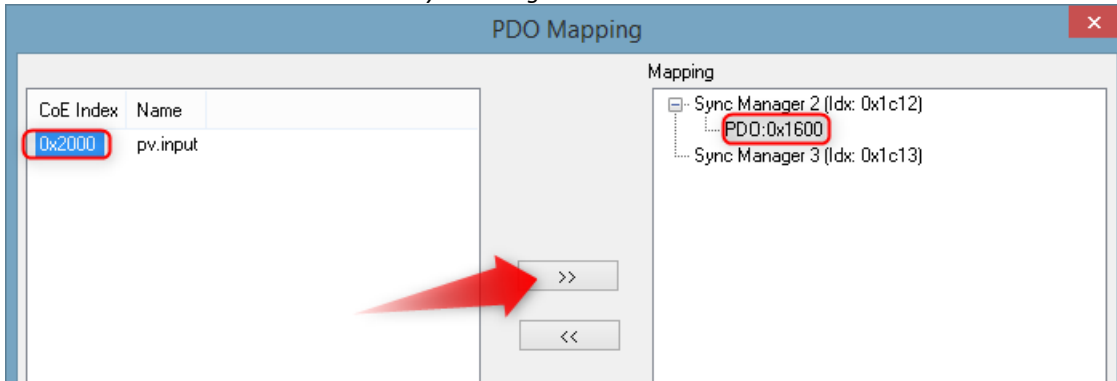 PDO Mapping
Mapping
CoE Index Name
0x2000 pv.input
Sync Manager 2 (Idx: 0x1c12)
PDO:0x1600
Sync Manager 3 (Idx: 0x1c13)
>>
<<